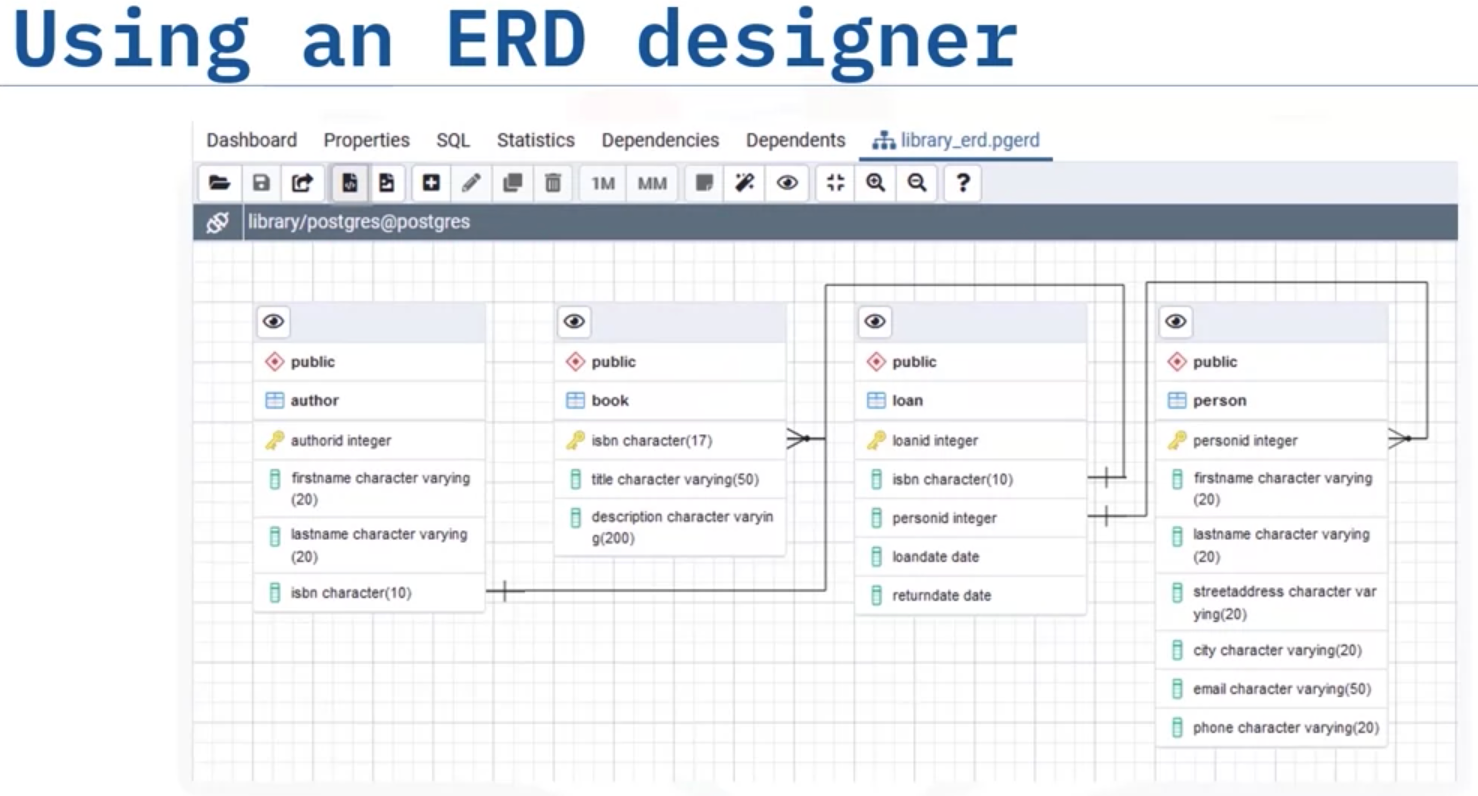 Using an ERD designer
Dashboard Properties SQL Statistics Dependencies Dependents library_erd.pgerd
1M MM ?
library/postgres@postgres
public
author
authorid integer
firstname character varying
(20)
lastname character varying
(20)
isbn character(10)
public
book
isbn character(17)
title character varying(50)
description character varyin
g(200)
public
loan
loanid integer
isbn character(10)
personid integer
loandate date
returndate date
public
person
personid integer
firstname character varying
(20)
lastname character varying
(20)
streetaddress character var
ying(20)
city character varying(20)
email character varying(50)
phone character varying(20)